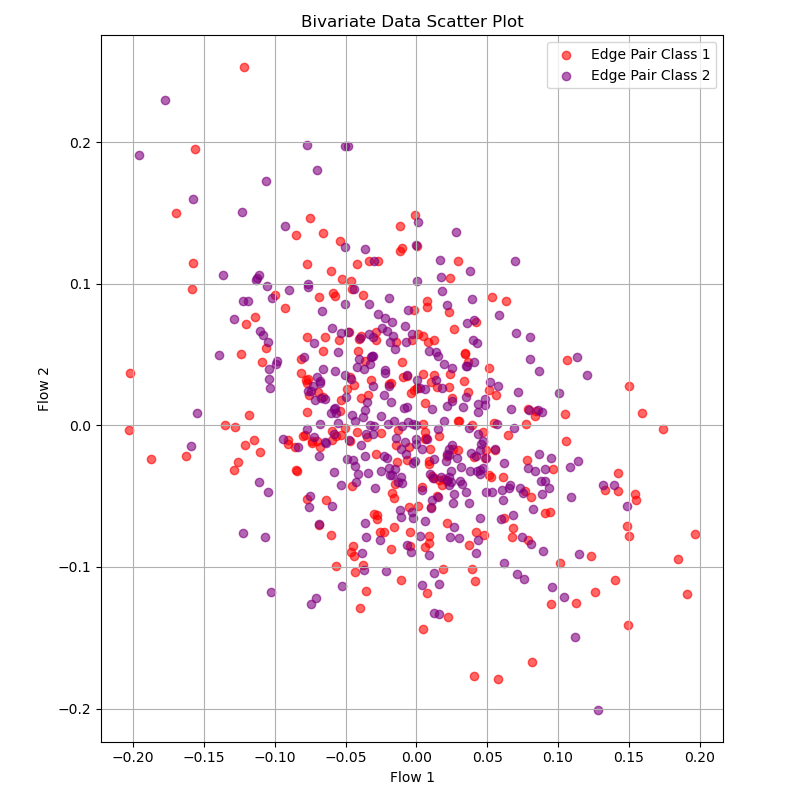 Bivariate Data Scatter Plot
Edge Pair Class 1
Edge Pair Class 2
Flow 2
0.2
0.1
0.0
−0.1
−0.2
−0.20
−0.15
−0.10
−0.05
0.00
0.05
0.10
0.15
0.20
Flow 1